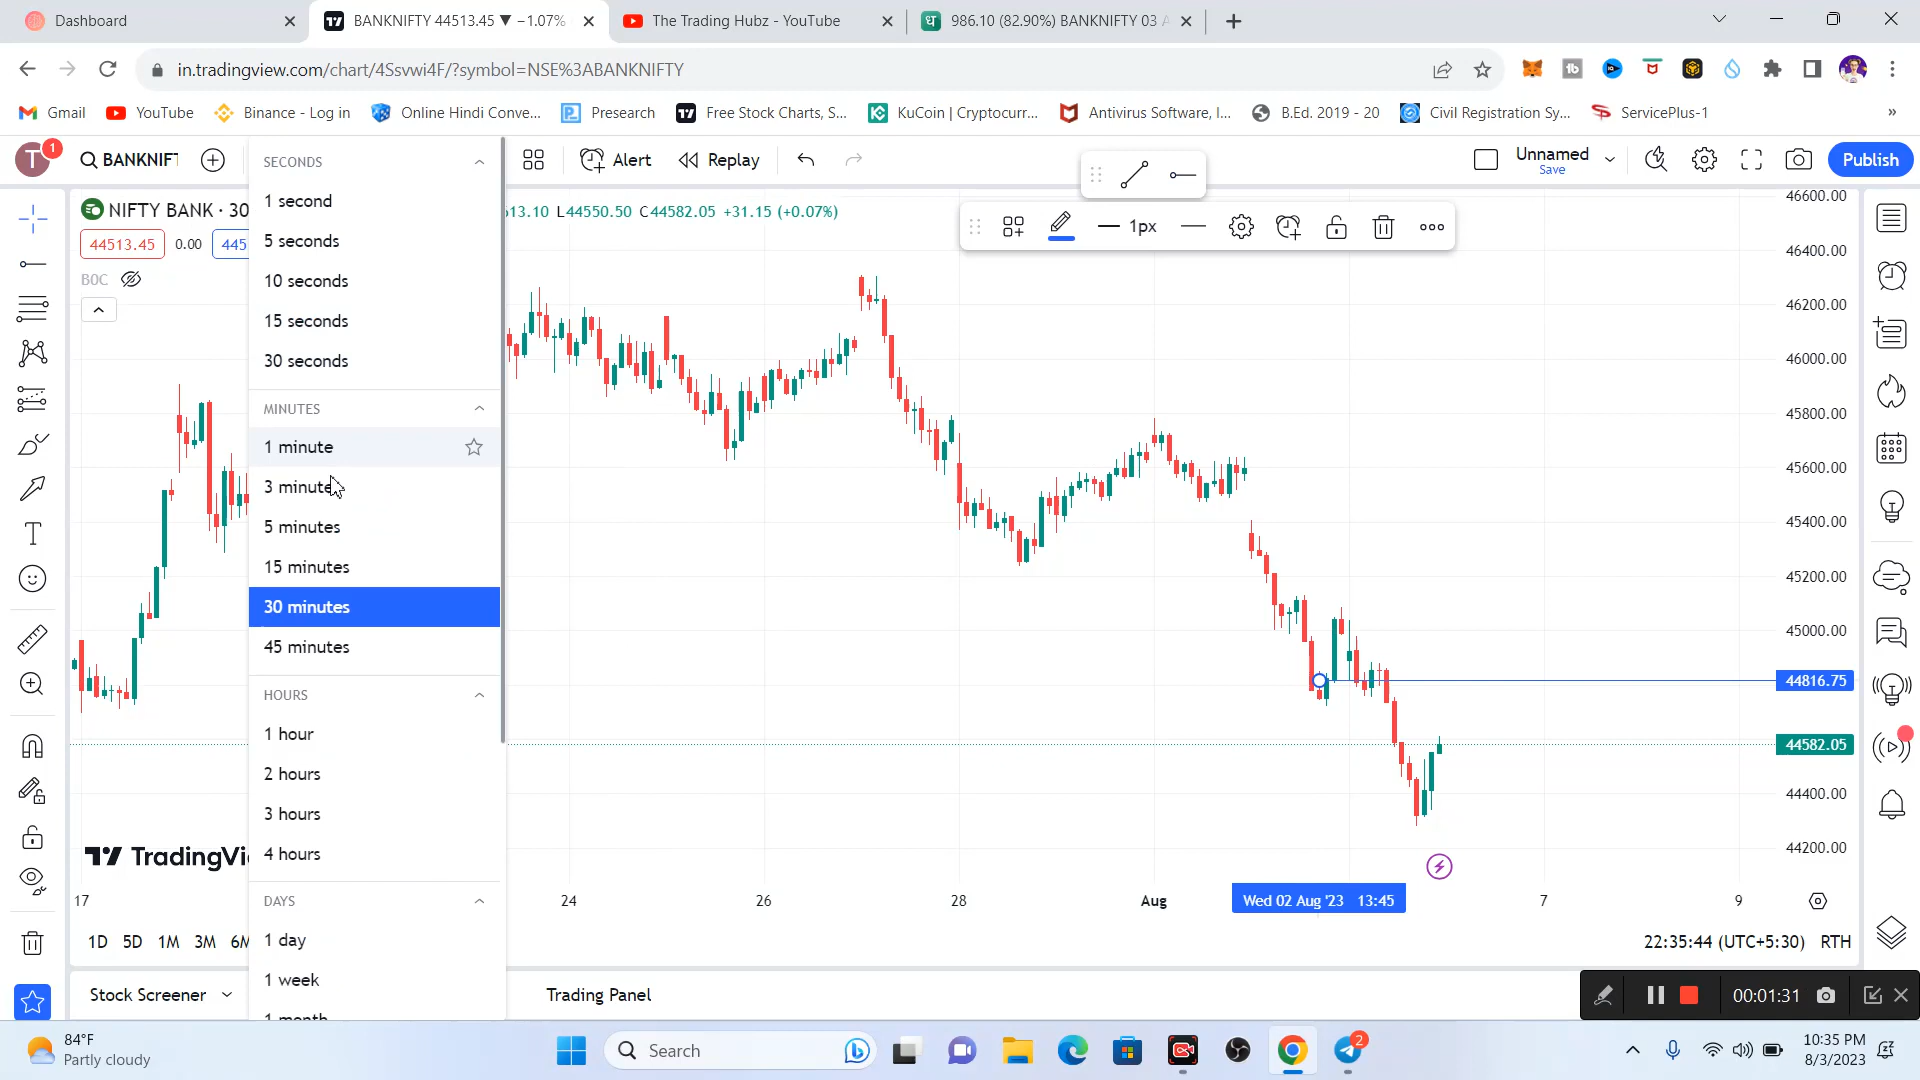 Dashboard
BANKNIFTY 44513.45 ▼ −1.07%
The Trading Hubz - YouTube
986.10 (82.90%) BANKNIFTY 03 A
in.tradingview.com/chart/4Ssvwi4F/?symbol=NSE%3ABANKNIFTY
Gmail
YouTube
Binance - Log in
Online Hindi Conve...
Presearch
Free Stock Charts, S...
KuCoin | Cryptocurr...
Antivirus Software, I...
B.Ed. 2019 - 20
Civil Registration Sy...
ServicePlus-1
»
T
1
BANKNIFT
Alert
Replay
Unnamed
Save
Publish
NIFTY BANK · 30
13.10 L44550.50 C44582.05 +31.15 (+0.07%)
44513.45
0.00
445
BOC
1px
SECONDS
1 second
5 seconds
10 seconds
15 seconds
30 seconds
MINUTES
1 minute
3 minute
5 minutes
15 minutes
30 minutes
45 minutes
HOURS
1 hour
2 hours
3 hours
4 hours
DAYS
1 day
1 week
1 month
46600.00
46400.00
46200.00
46000.00
45800.00
45600.00
45400.00
45200.00
45000.00
44816.75
44582.05
44400.00
44200.00
TradingVi
17
24
26
28
Aug
Wed 02 Aug '23 13:45
7
9
1D 5D 1M 3M 6M
22:35:44 (UTC+5:30) RTH
Stock Screener
Trading Panel
00:01:31
84°F
Partly cloudy
Search
2
10:35 PM
8/3/2023